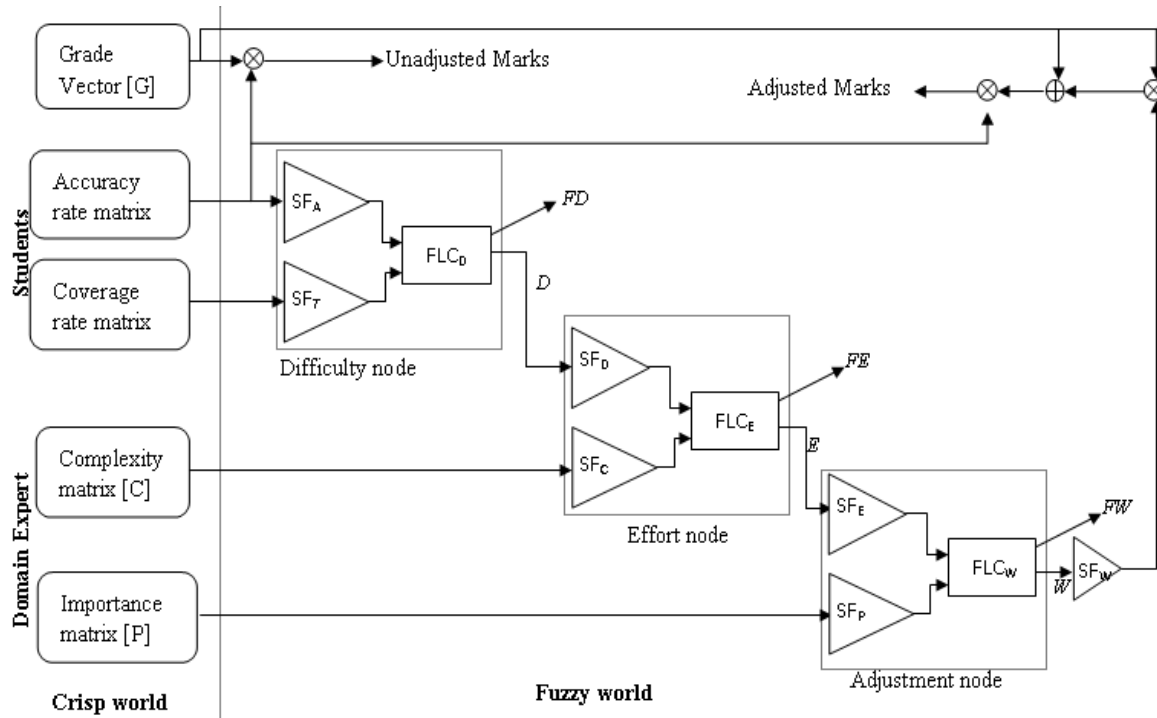 Grade
Vector [G]
Unadjusted Marks
Adjusted Marks
Students
Accuracy
rate matrix
SF_A
FLC_D
FD
Coverage
rate matrix
SF_T
D
Difficulty node
SF_D
FLC_E
FE
Domain Expert
Complexity
matrix [C]
SF_C
E
Effort node
SF_E
FLC_W
FW
W
SF_W
Importance
matrix [P]
SF_P
Adjustment node
Crisp world
Fuzzy world